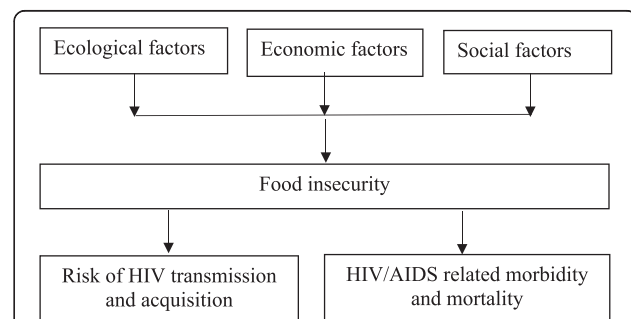 Ecological factors
Economic factors
Social factors
Food insecurity
Risk of HIV transmission
and acquisition
HIV/AIDS related morbidity
and mortality